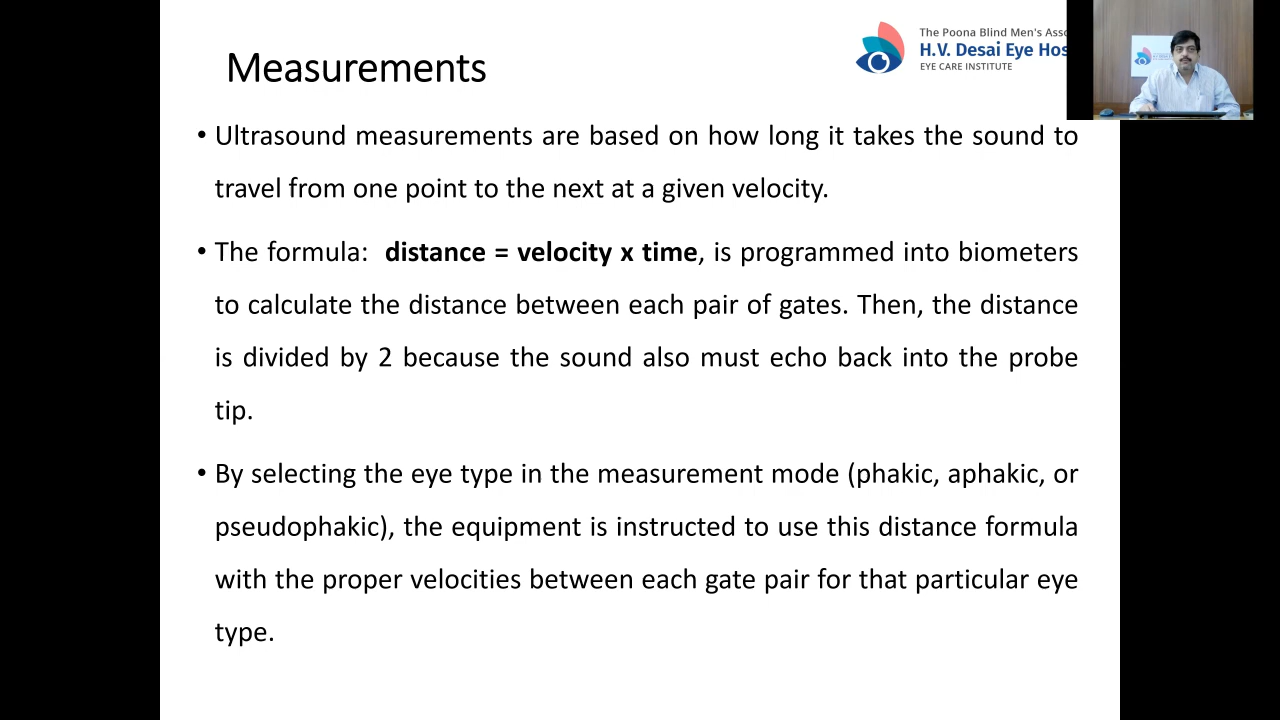 Measurements
The Poona Blind Men's Asso
H.V. Desai Eye Hos
EYE CARE INSTITUTE
• Ultrasound measurements are based on how long it takes the sound to
travel from one point to the next at a given velocity.
• The formula: distance = velocity x time, is programmed into biometers
to calculate the distance between each pair of gates. Then, the distance
is divided by 2 because the sound also must echo back into the probe
tip.
• By selecting the eye type in the measurement mode (phakic, aphakic, or
pseudophakic), the equipment is instructed to use this distance formula
with the proper velocities between each gate pair for that particular eye
type.